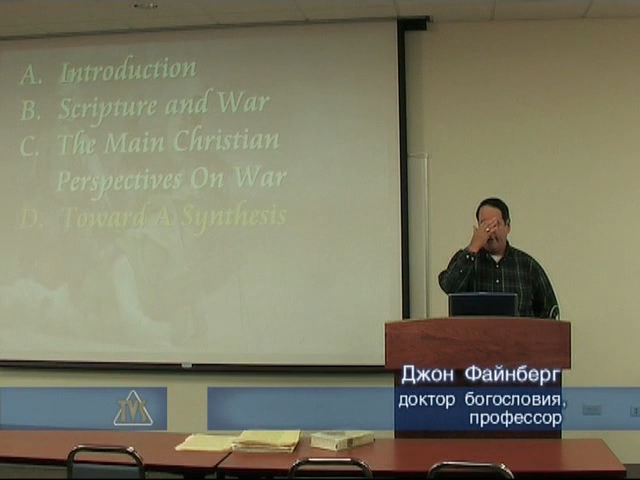 A. Introduction
B. Scripture and War
C. The Main Christian
Perspectives On War
D. Toward A Synthesis
Джон Файнберг
доктор богословия,
профессор